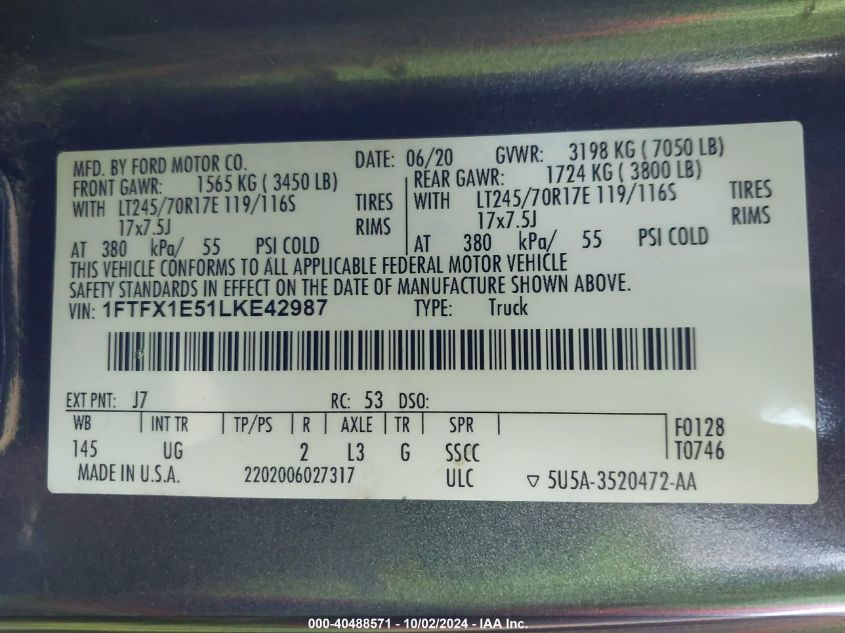 MFD. BY FORD MOTOR CO. DATE: 06/20 GVWR: 3198 KG ( 7050 LB)
FRONT GAWR: 1565 KG ( 3450 LB) REAR GAWR: 1724 KG ( 3800 LB)
WITH LT245/70R17E 119/116S TIRES WITH LT245/70R17E 119/116S TIRES
17x7.5J RIMS 17x7.5J RIMS
AT 380 kPa/ 55 PSI COLD AT 380 kPa/ 55 PSI COLD
THIS VEHICLE CONFORMS TO ALL APPLICABLE FEDERAL MOTOR VEHICLE
SAFETY STANDARDS IN EFFECT ON THE DATE OF MANUFACTURE SHOWN ABOVE.
VIN: 1FTFX1E51LKE42987 TYPE: Truck
EXT PNT: J7 RC: 53 DSO:
WB INT TR TP/PS R AXLE TR SPR F0128
145 UG 2 L3 G SSCC T0746
MADE IN U.S.A. 2202006027317 ULC ▽ 5U5A-3520472-AA
000-40488571 - 10/02/2024 - IAA Inc.